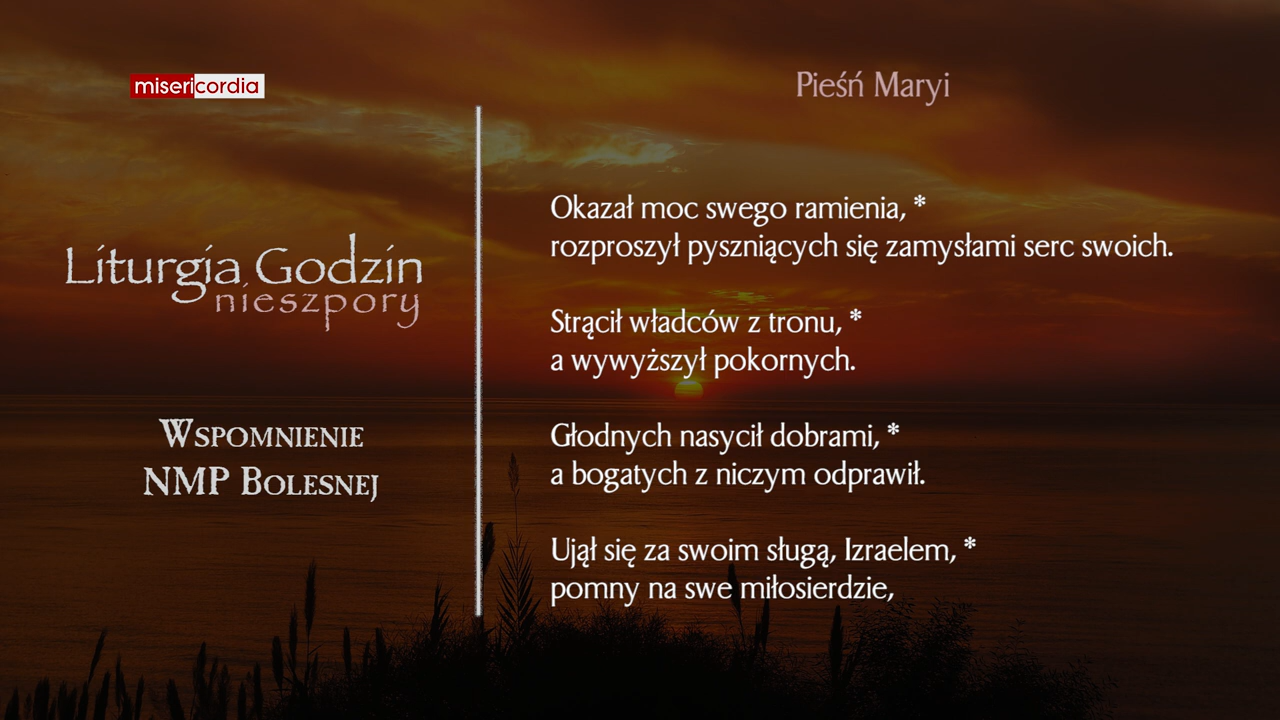 misericordia
Liturgia Godzin
nieszpory
Wspomnienie
NMP Bolesnej
Pieśń Maryi
Okazał moc swego ramienia, *
rozproszył pyszniących się zamysłami serc swoich.
Strącił władców z tronu, *
a wywyższył pokornych.
Głodnych nasycił dobrami, *
a bogatych z niczym odprawił.
Ujął się za swoim sługą, Izraelem, *
pomny na swe miłosierdzie,